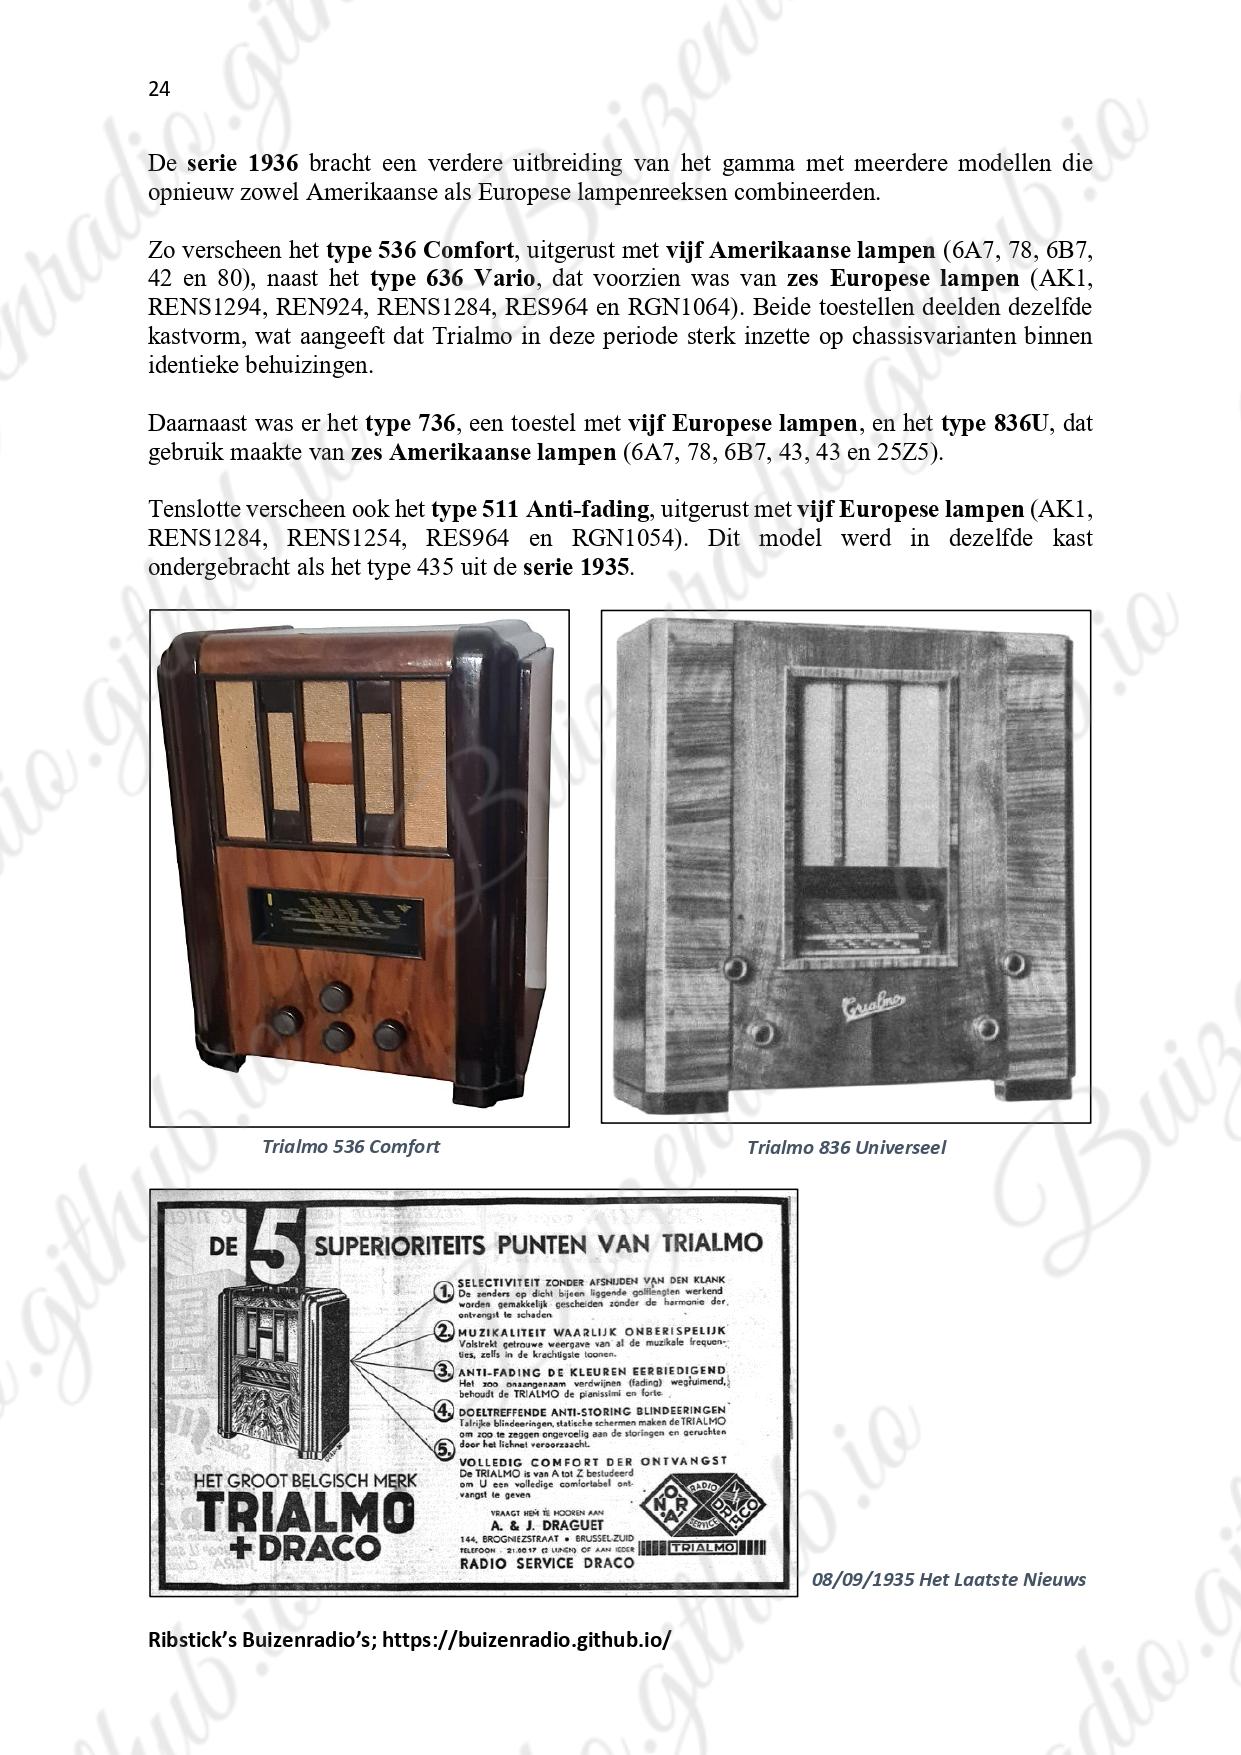 24
De serie 1936 bracht een verdere uitbreiding van het gamma met meerdere modellen die
opnieuw zowel Amerikaanse als Europese lampenreeksen combineerden.
Zo verscheen het type 536 Comfort, uitgerust met vijf Amerikaanse lampen (6A7, 78, 6B7,
42 en 80), naast het type 636 Vario, dat voorzien was van zes Europese lampen (AK1,
RENS1294, REN924, RENS1284, RES964 en RGN1064). Beide toestellen deelden dezelfde
kastvorm, wat aangeeft dat Trialmo in deze periode sterk inzette op chassisvarianten binnen
identieke behuizingen.
Daarnaast was er het type 736, een toestel met vijf Europese lampen, en het type 836U, dat
gebruik maakte van zes Amerikaanse lampen (6A7, 78, 6B7, 43, 43 en 25Z5).
Tenslotte verscheen ook het type 511 Anti-fading, uitgerust met vijf Europese lampen (AK1,
RENS1284, RENS1254, RES964 en RGN1054). Dit model werd in dezelfde kast
ondergebracht als het type 435 uit de serie 1935.
Trialmo
Trialmo 536 Comfort
Trialmo 836 Universeel
DE 5 SUPERIORITEITS PUNTEN VAN TRIALMO
1. SELECTIVITEIT ZONDER AFSNIJDEN VAN DEN KLANK
De zenders op dicht bijeen liggende golflengten werkend
worden gemakkelijk gescheiden zonder de harmonie der
ontvangst te schaden
2. MUZIKALITEIT WAARLIJK ONBERISPELIJK
Volstrekt getrouwe weergave van al de muzikale frequen-
ties, zelfs in de krachtigste toonen.
3. ANTI-FADING DE KLEUREN EERBIEDIGEND
Het zoo onaangenaam verdwijnen (fading) wegruimend,
behoudt de TRIALMO de pianissimi en forte
4. DOELTREFFENDE ANTI-STORING BLINDEERINGEN
Talrijke blindeeringen, statische schermen maken de TRIALMO
om zoo te zeggen ongevoelig aan de storingen en geruchten
door het lichnet veroorzaacht.
5. VOLLEDIG COMFORT DER ONTVANGST
De TRIALMO is van A tot Z bestudeerd
om U een volledige comfortabel ont-
vangst te geven
HET GROOT BELGISCH MERK
TRIALMO
+ DRACO
VRAAGT HEM TE HOOREN AAN
A. & J. DRAGUET
144, BROGNIEZSTRAAT • BRUSSEL-ZUID
TELEFOON · 21.00.17 (2 LIJNEN) OF AAN IEDER
RADIO SERVICE DRACO
NORA
RADIO
DRACO
SERVICE
TRIALMO
08/09/1935 Het Laatste Nieuws
Ribstick’s Buizenradio’s; https://buizenradio.github.io/
Buizenradio.github.io